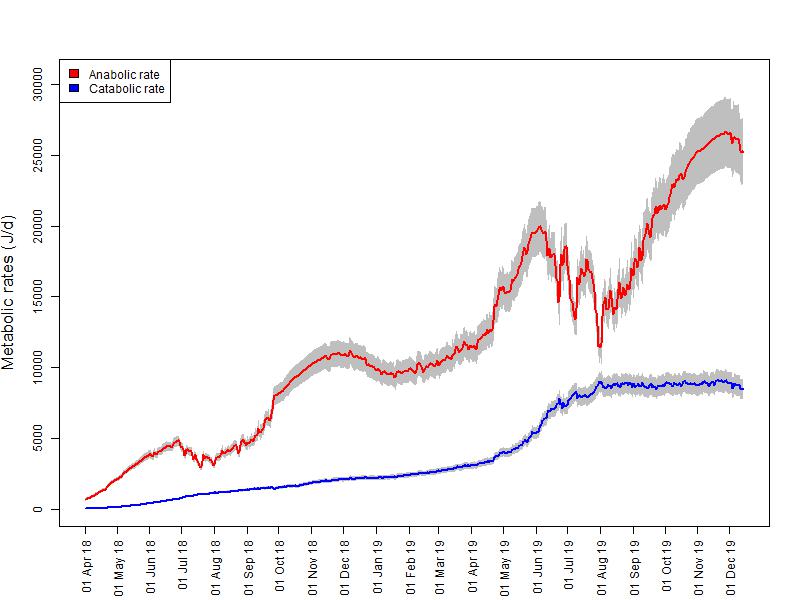 Anabolic rate
Catabolic rate
Metabolic rates (J/d)
30000
25000
20000
15000
10000
5000
0
01 Apr 18
01 May 18
01 Jun 18
01 Jul 18
01 Aug 18
01 Sep 18
01 Oct 18
01 Nov 18
01 Dec 18
01 Jan 19
01 Feb 19
01 Mar 19
01 Apr 19
01 May 19
01 Jun 19
01 Jul 19
01 Aug 19
01 Sep 19
01 Oct 19
01 Nov 19
01 Dec 19